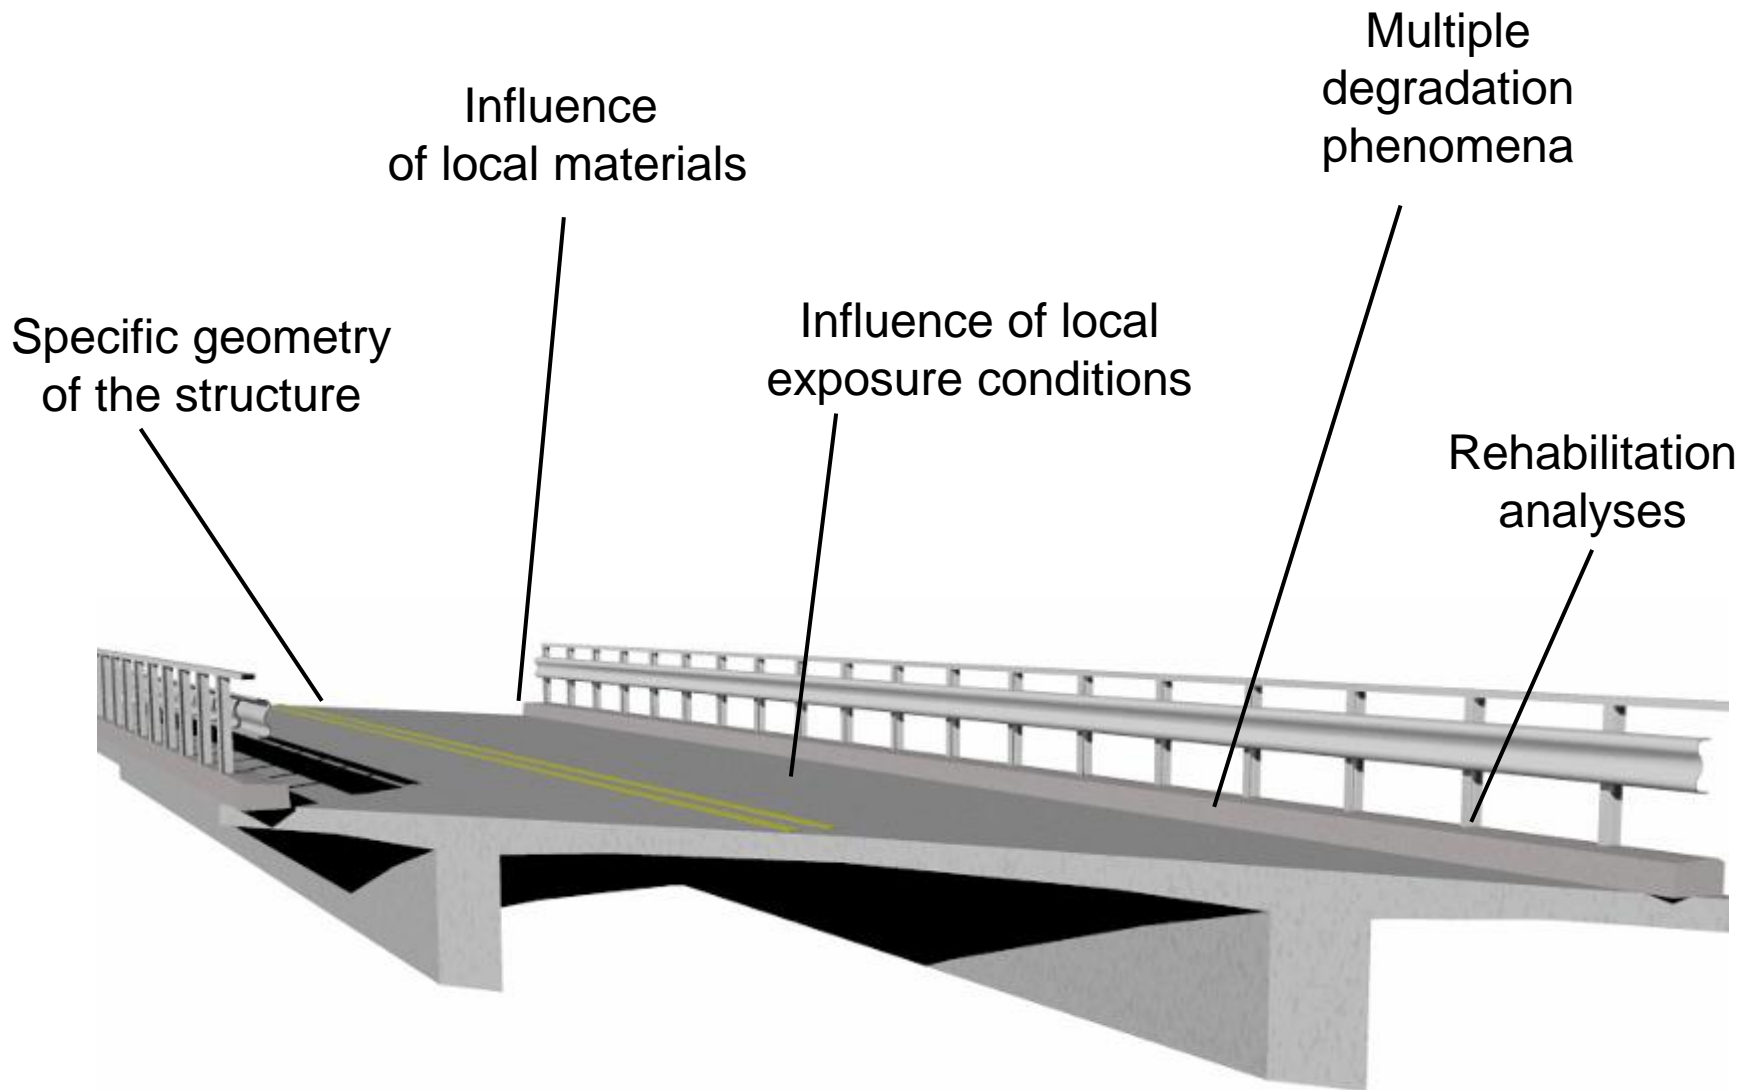 Multiple
degradation
phenomena
Influence
of local materials
Specific geometry
of the structure
Influence of local
exposure conditions
Rehabilitation
analyses